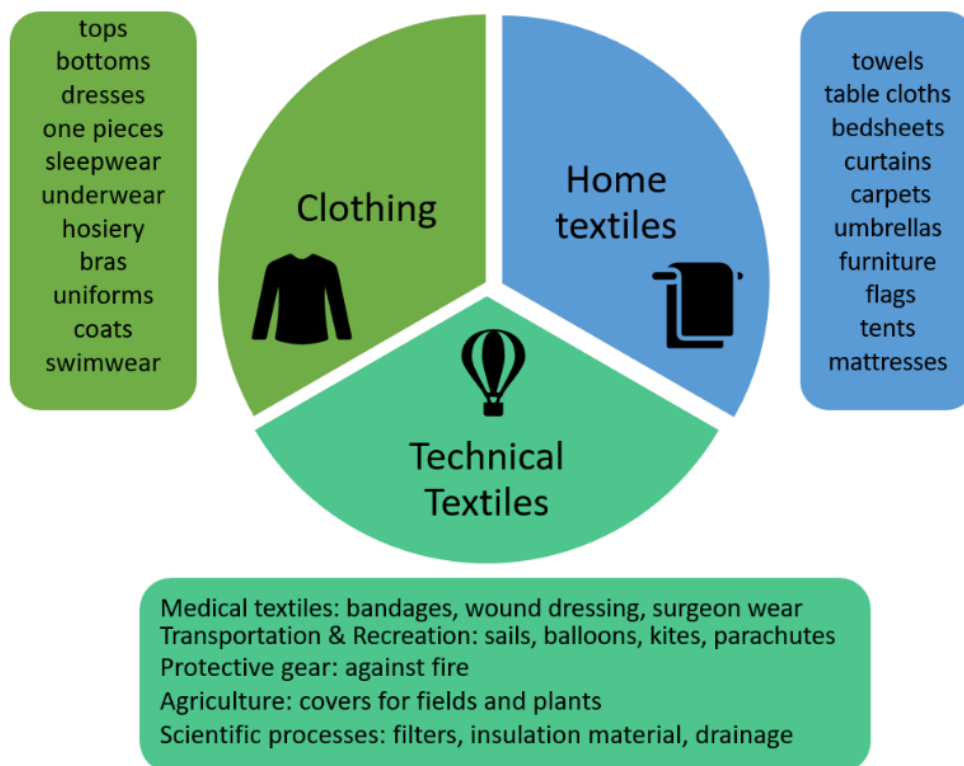 tops
bottoms
dresses
one pieces
sleepwear
underwear
hosiery
bras
uniforms
coats
swimwear
Clothing
Home
textiles
towels
table cloths
bedsheets
curtains
carpets
umbrellas
furniture
flags
tents
mattresses
Technical
Textiles
Medical textiles: bandages, wound dressing, surgeon wear
Transportation & Recreation: sails, balloons, kites, parachutes
Protective gear: against fire
Agriculture: covers for fields and plants
Scientific processes: filters, insulation material, drainage